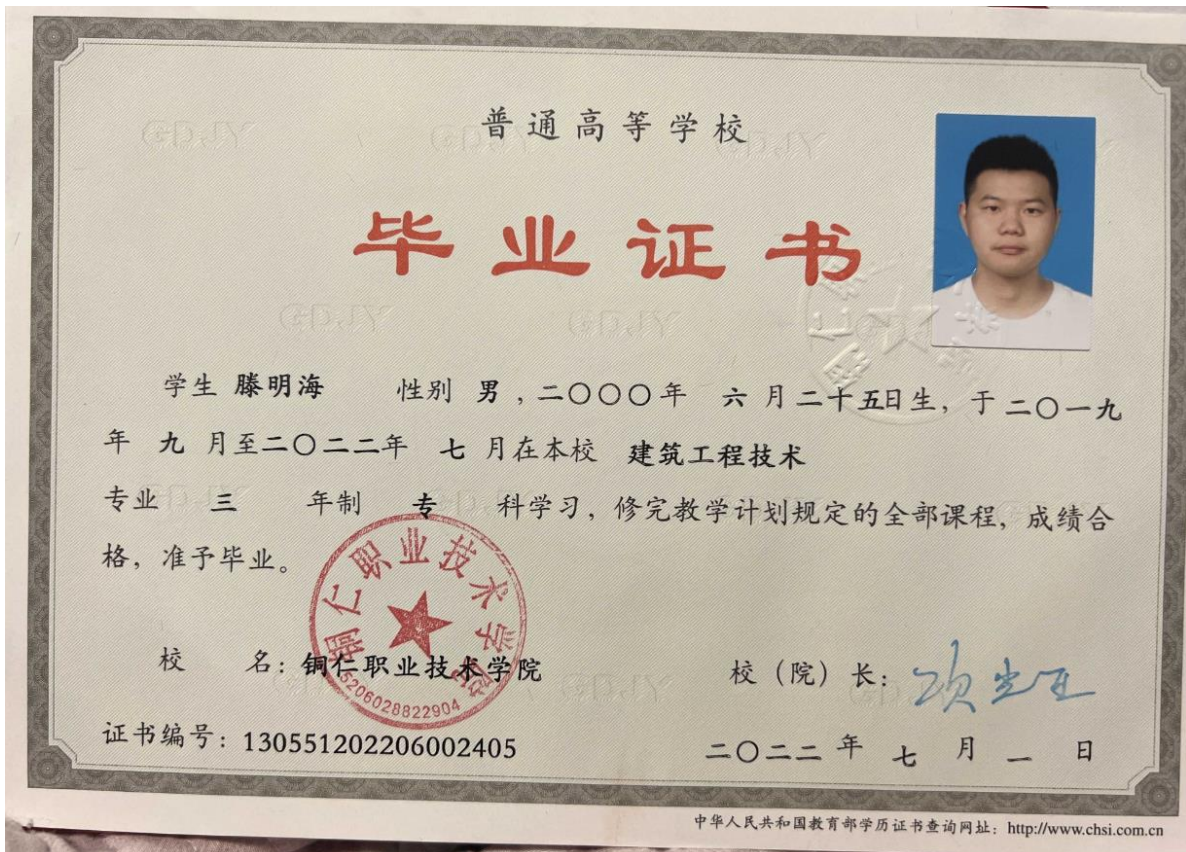 普通高等学校
毕业证书
学生 滕明海 性别 男 ，二〇〇〇年 六 月二十五日生，于二〇一九
年 九 月至二〇二二年 七 月在本校 建筑工程技术
专业 三 年制 专 科学习，修完教学计划规定的全部课程，成绩合
格，准予毕业。
铜仁职业技术学院
5206028822904
校 名：铜仁职业技术学院
校（院）长：
证书编号：130551202206002405
二〇二二 年 七 月 一 日
中华人民共和国教育部学历证书查询网址：http://www.chsi.com.cn